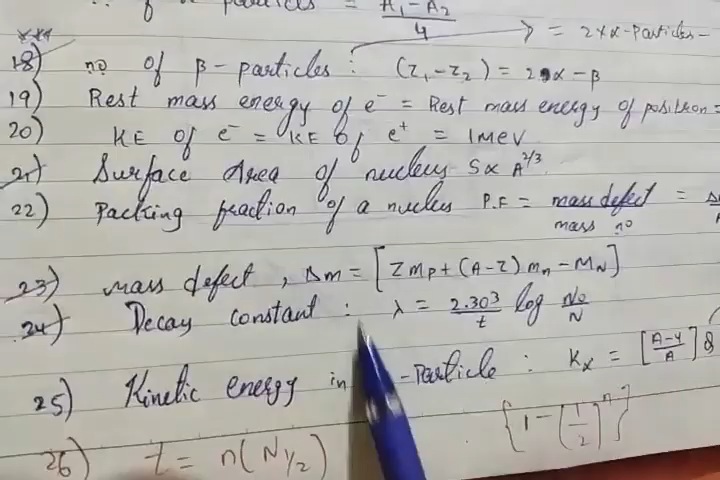 of α particles = A₁-A₂/4
= 2×α-Particles-
18) no of β-particles : (Z₁-Z₂) = 2α-β
19) Rest mass energy of e⁻ = Rest mass energy of positron =
20) KE of e⁻ = KE of e⁺ = 1MeV
21) Surface Area of nucleus S∝A^2/3
22) Packing fraction of a nucleus P.F = mass defect/mass no =
23) mass defect, Δm = [Zmp+(A-Z)mn-MN]
24) Decay constant : λ = 2.303/t log No/N
25) Kinetic energy in -Particle : Kα = [A-4/A]Q
{1-(1/2)ⁿ}
26) t = n(N1/2)